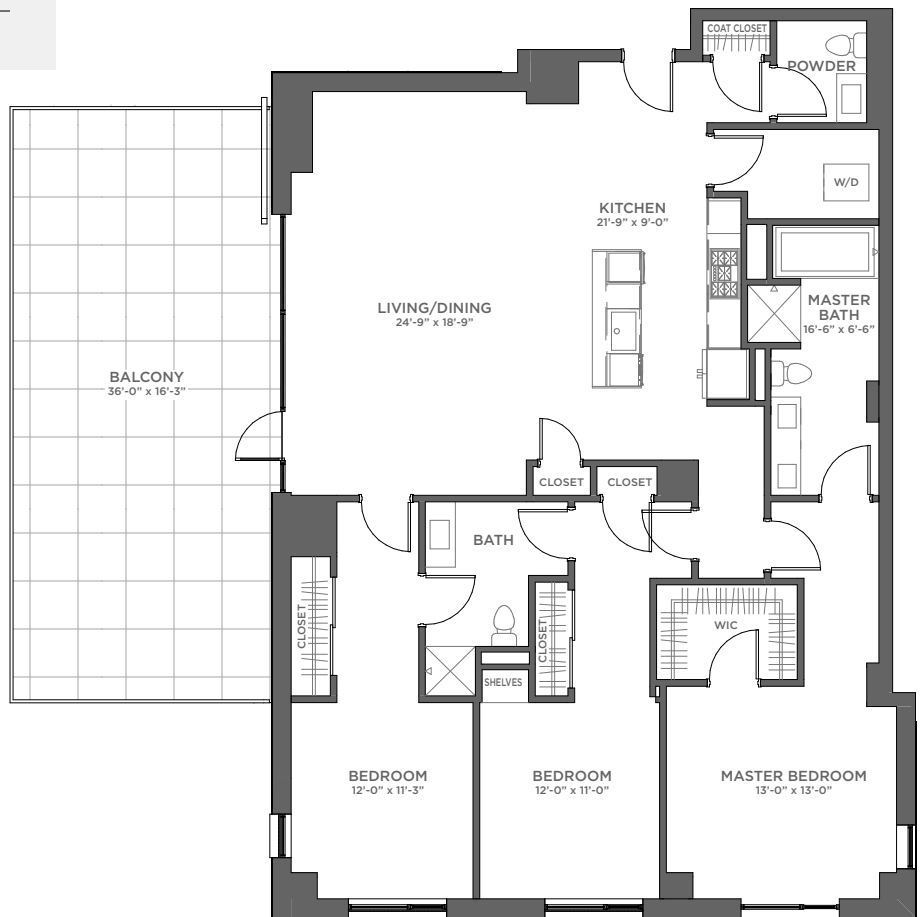 COAT CLOSET
POWDER
W/D
KITCHEN
21'-9" x 9'-0"
LIVING/DINING
24'-9" x 18'-9"
MASTER
BATH
16'-6" x 6'-6"
BALCONY
36'-0" x 16'-3"
CLOSET
CLOSET
BATH
CLOSET
CLOSET
WIC
SHELVES
BEDROOM
12'-0" x 11'-3"
BEDROOM
12'-0" x 11'-0"
MASTER BEDROOM
13'-0" x 13'-0"